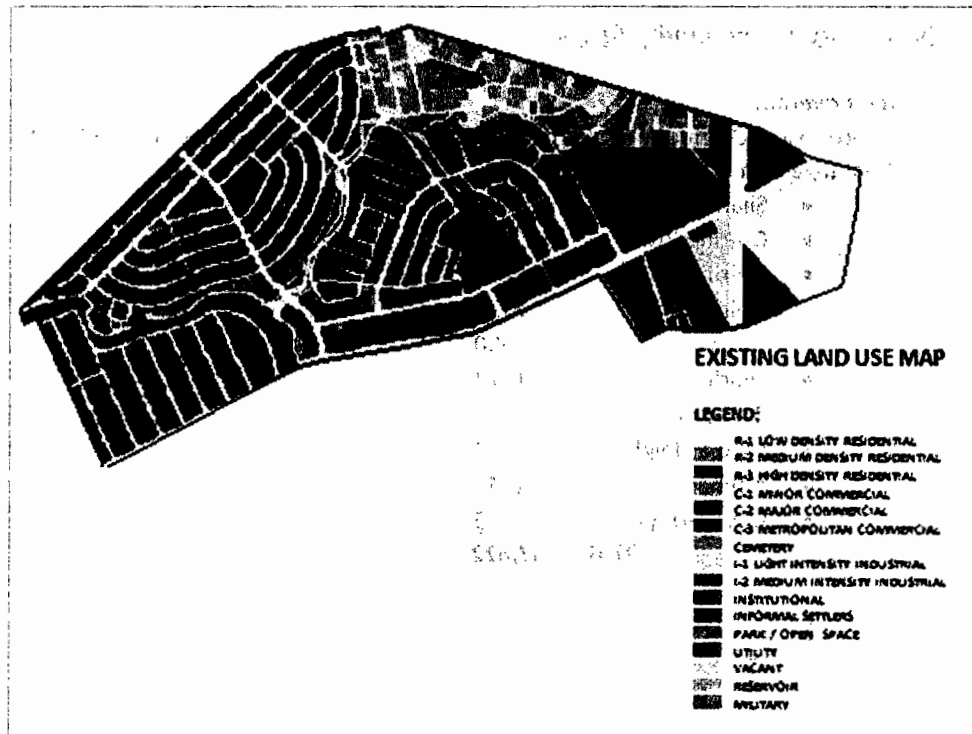 EXISTING LAND USE MAP
LEGEND:
R-1 LOW DENSITY RESIDENTIAL
R-2 MEDIUM DENSITY RESIDENTIAL
R-3 HIGH DENSITY RESIDENTIAL
C-1 MINOR COMMERCIAL
C-2 MAJOR COMMERCIAL
C-3 METROPOLITAN COMMERCIAL
CEMETERY
I-1 LIGHT INTENSITY INDUSTRIAL
I-2 MEDIUM INTENSITY INDUSTRIAL
INSTITUTIONAL
INFORMAL SETTLERS
PARK / OPEN SPACE
UTILITY
VACANT
RESERVOIR
MILITARY